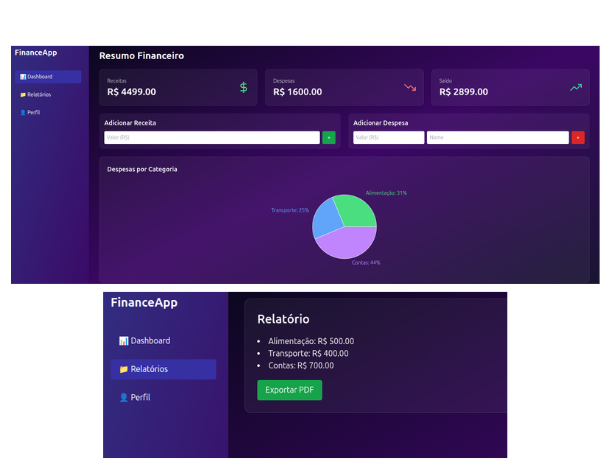 FinanceApp
📊 Dashboard
📁 Relatórios
👤 Perfil
Resumo Financeiro
Receitas
R$ 4499.00
Despesas
R$ 1600.00
Saldo
R$ 2899.00
Adicionar Receita
Valor (R$)
+
Adicionar Despesa
Valor (R$)
Nome
+
Despesas por Categoria
Alimentação: 31%
Transporte: 25%
Contas: 44%
FinanceApp
📊 Dashboard
📁 Relatórios
👤 Perfil
Relatório
• Alimentação: R$ 500.00
• Transporte: R$ 400.00
• Contas: R$ 700.00
Exportar PDF